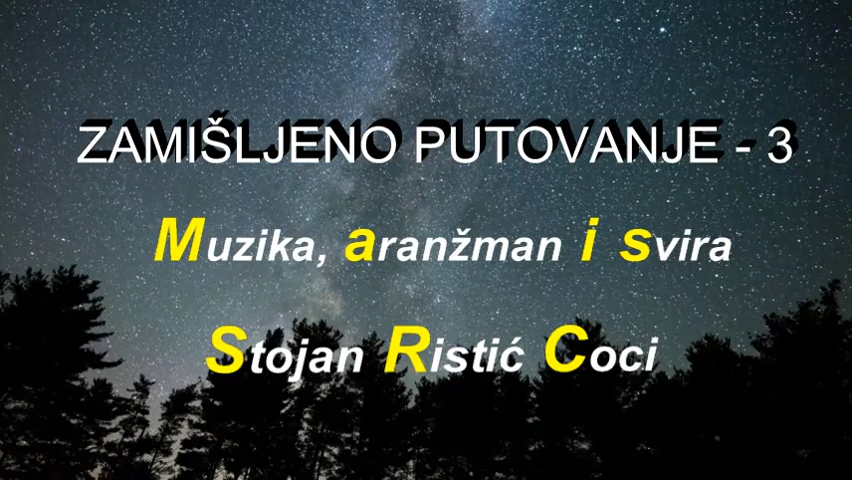 ZAMIŠLJENO PUTOVANJE - 3
Muzika, aranžman i svira
Stojan Ristić Coci